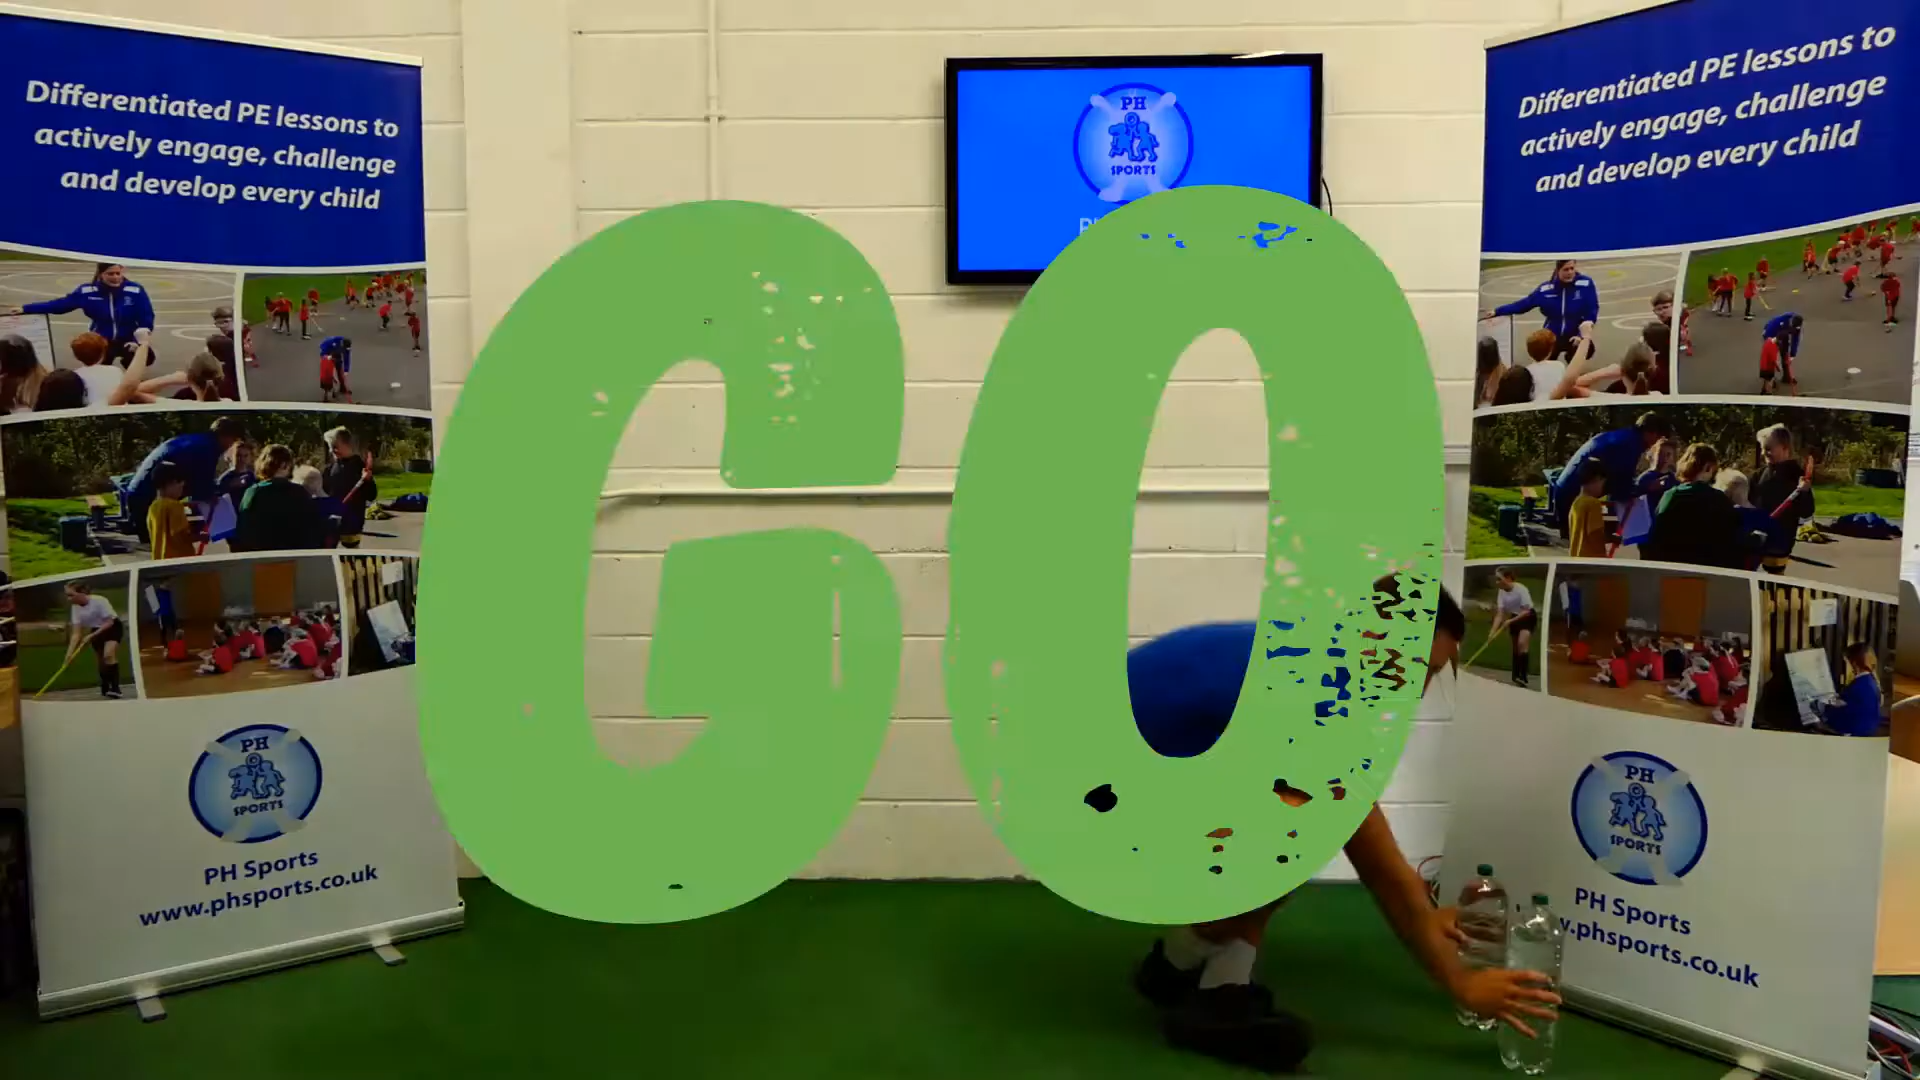 Differentiated PE lessons to
actively engage, challenge
and develop every child
PH
SPORTS
PH Sports
www.phsports.co.uk
PH
SPORTS
GO
Differentiated PE lessons to
actively engage, challenge
and develop every child
PH
SPORTS
PH Sports
w.phsports.co.uk